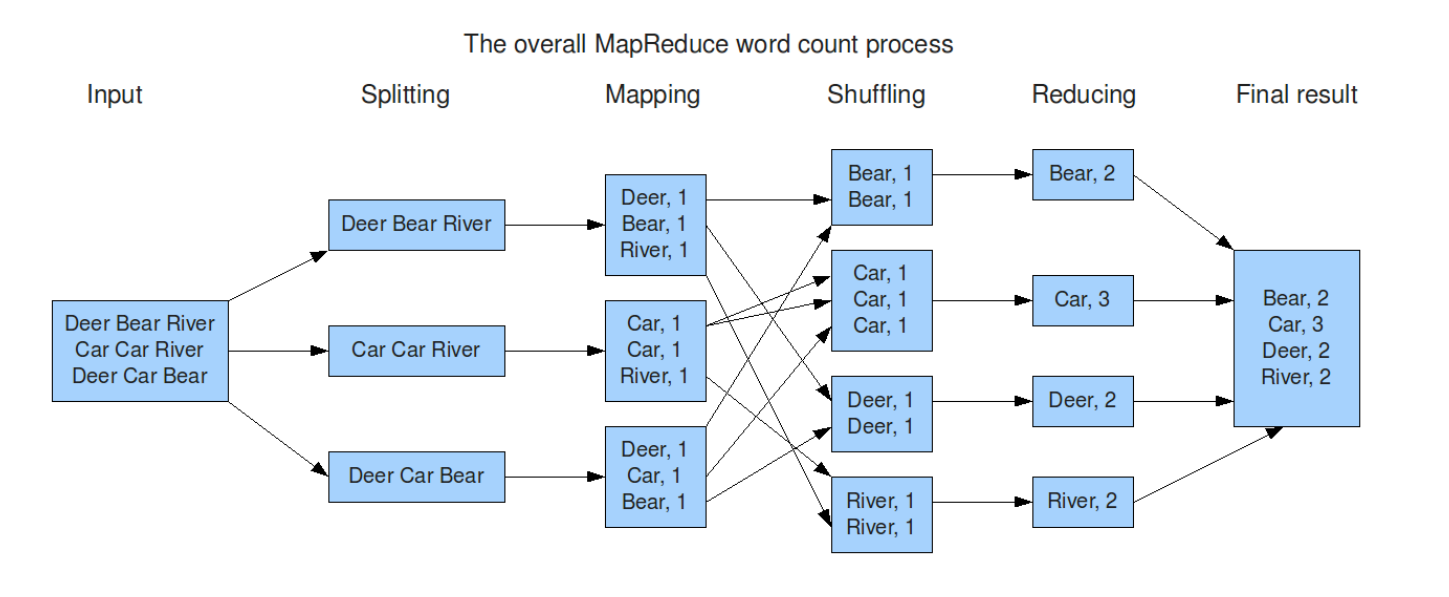 The overall MapReduce word count process
Input
Splitting
Mapping
Shuffling
Reducing
Final result
Deer Bear River
Car Car River
Deer Car Bear
Deer Bear River
Car Car River
Deer Car Bear
Deer, 1
Bear, 1
River, 1
Car, 1
Car, 1
River, 1
Deer, 1
Car, 1
Bear, 1
Bear, 1
Bear, 1
Car, 1
Car, 1
Car, 1
Deer, 1
Deer, 1
River, 1
River, 1
Bear, 2
Car, 3
Deer, 2
River, 2
Bear, 2
Car, 3
Deer, 2
River, 2